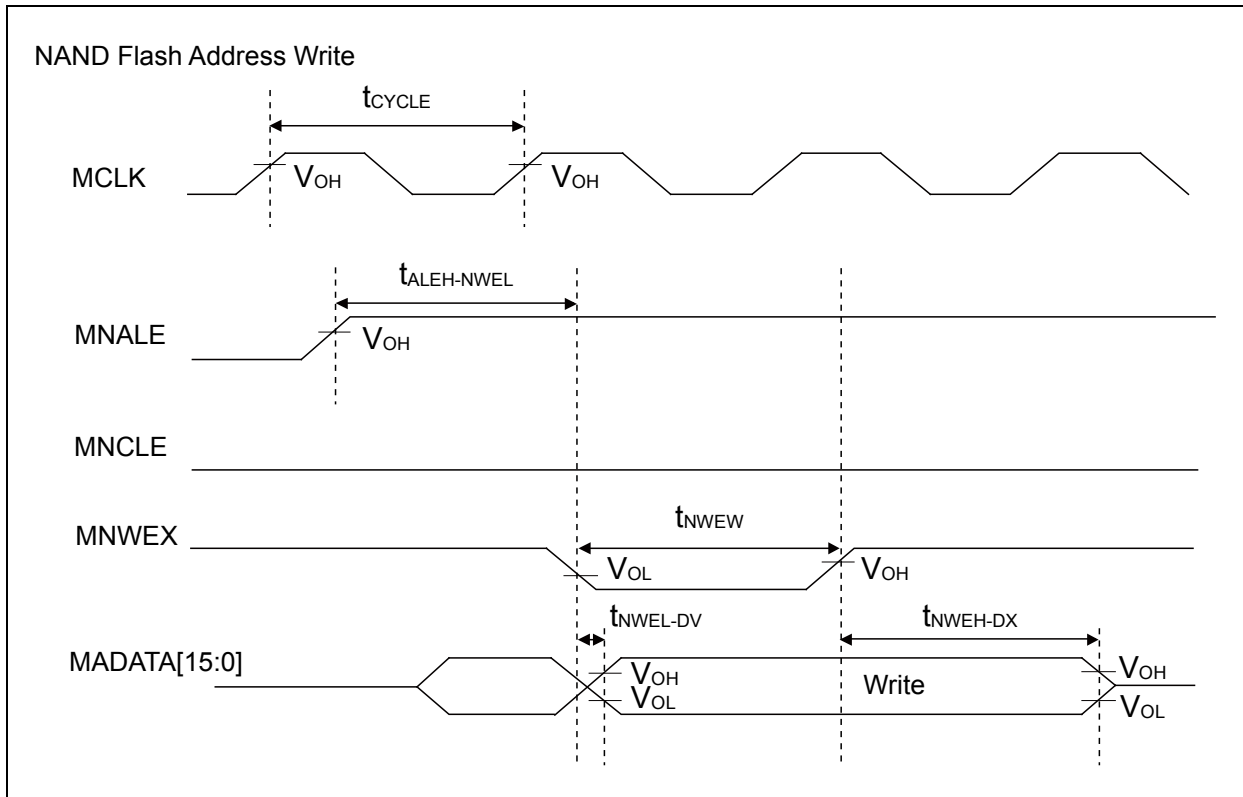 NAND Flash Address Write
tCYCLE
MCLK
VOH
VOH
tALEH-NWEL
MNALE
VOH
MNCLE
MNWEX
tNWEW
VOL
VOH
tNWEL-DV
tNWEH-DX
MADATA[15:0]
VOH
VOL
Write
VOH
VOL